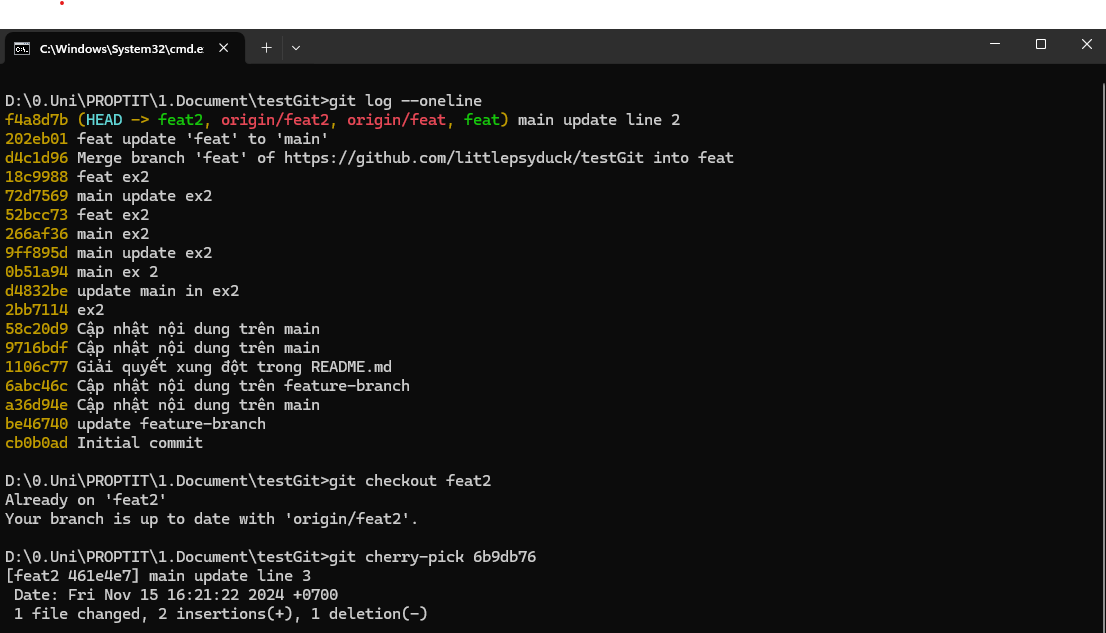 C:\Windows\System32\cmd.e
D:\0.Uni\PROPTIT\1.Document\testGit>git log --oneline
f4a8d7b (HEAD -> feat2, origin/feat2, origin/feat, feat) main update line 2
202eb01 feat update 'feat' to 'main'
d4c1d96 Merge branch 'feat' of https://github.com/littlepsyduck/testGit into feat
18c9988 feat ex2
72d7569 main update ex2
52bcc73 feat ex2
266af36 main ex2
9ff895d main update ex2
0b51a94 main ex 2
d4832be update main in ex2
2bb7114 ex2
58c20d9 Cập nhật nội dung trên main
9716bdf Cập nhật nội dung trên main
1106c77 Giải quyết xung đột trong README.md
6abc46c Cập nhật nội dung trên feature-branch
a36d94e Cập nhật nội dung trên main
be46740 update feature-branch
cb0b0ad Initial commit
D:\0.Uni\PROPTIT\1.Document\testGit>git checkout feat2
Already on 'feat2'
Your branch is up to date with 'origin/feat2'.
D:\0.Uni\PROPTIT\1.Document\testGit>git cherry-pick 6b9db76
[feat2 461e4e7] main update line 3
Date: Fri Nov 15 16:21:22 2024 +0700
1 file changed, 2 insertions(+), 1 deletion(-)